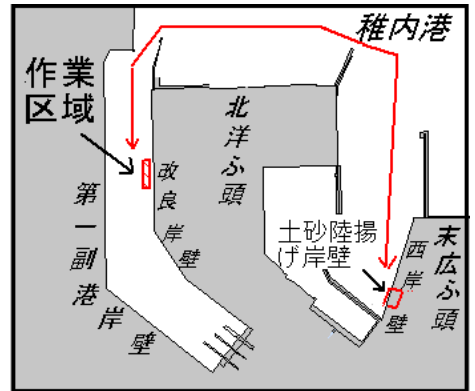 稚内港
作業
区域
北洋ふ頭
改良岸壁
第一副港岸壁
土砂陸揚
げ岸壁
西岸壁
末広ふ頭